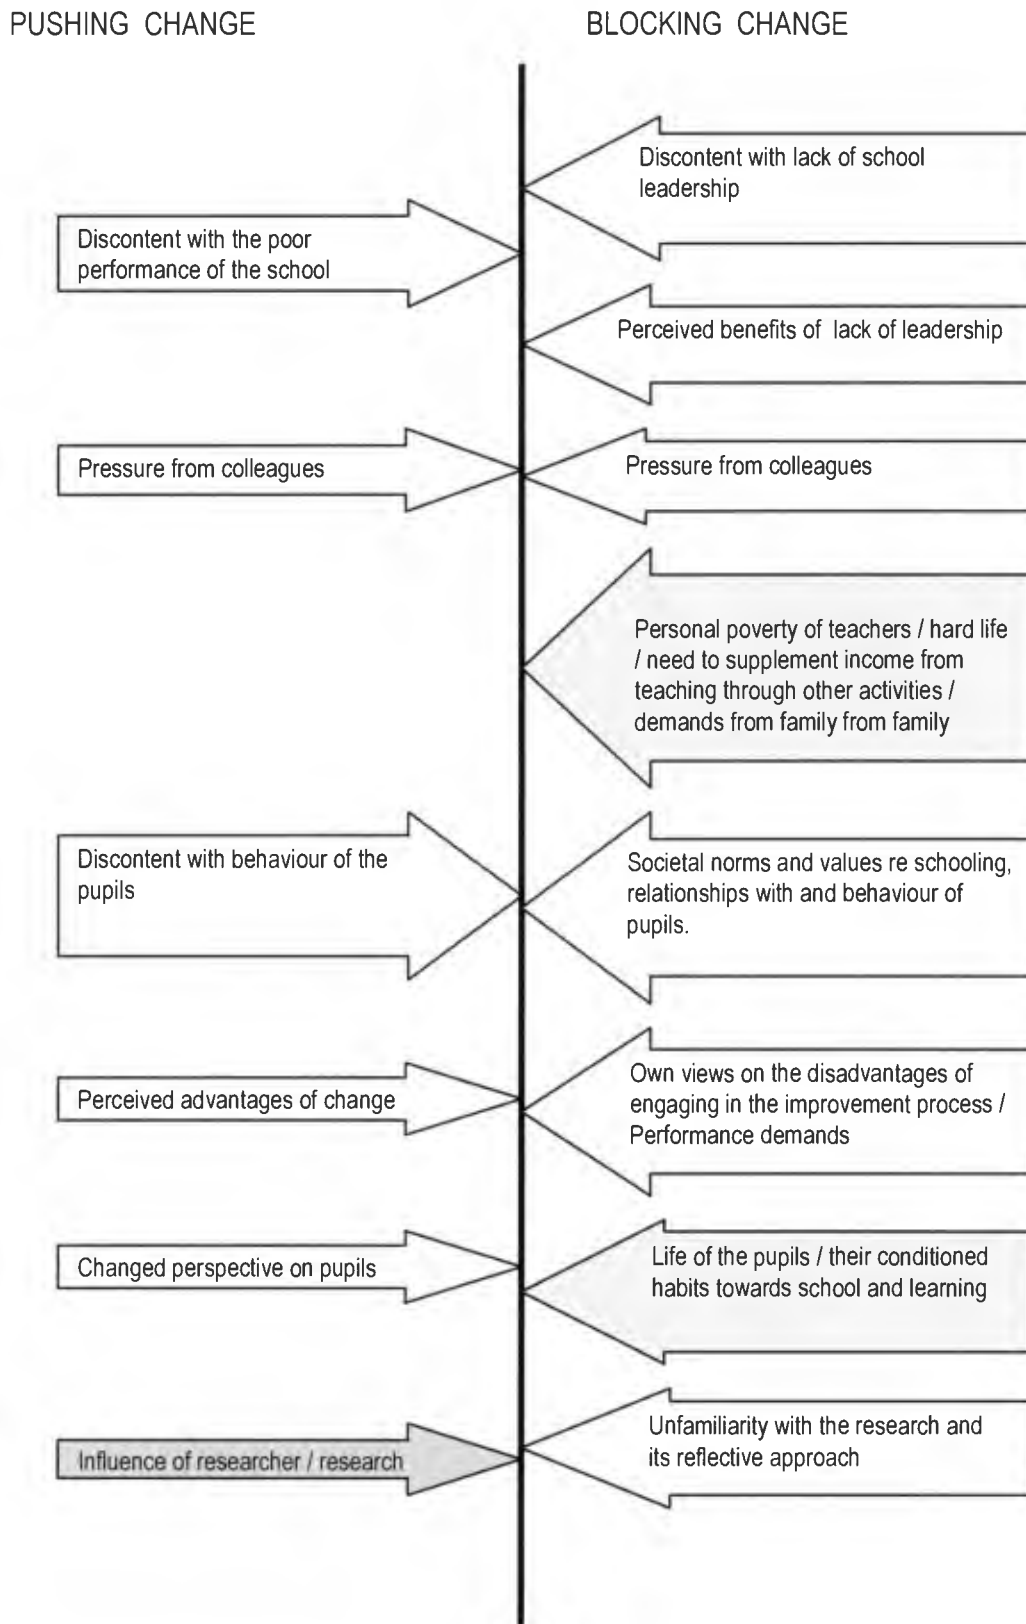 PUSHING CHANGE
BLOCKING CHANGE
Discontent with lack of school
leadership
Discontent with the poor
performance of the school
Perceived benefits of lack of leadership
Pressure from colleagues
Pressure from colleagues
Personal poverty of teachers / hard life
/ need to supplement income from
teaching through other activities /
demands from family from family
Discontent with behaviour of the
pupils
Societal norms and values re schooling,
relationships with and behaviour of
pupils.
Perceived advantages of change
Own views on the disadvantages of
engaging in the improvement process /
Performance demands
Changed perspective on pupils
Life of the pupils / their conditioned
habits towards school and learning
Influence of researcher / research
Unfamiliarity with the research and
its reflective approach